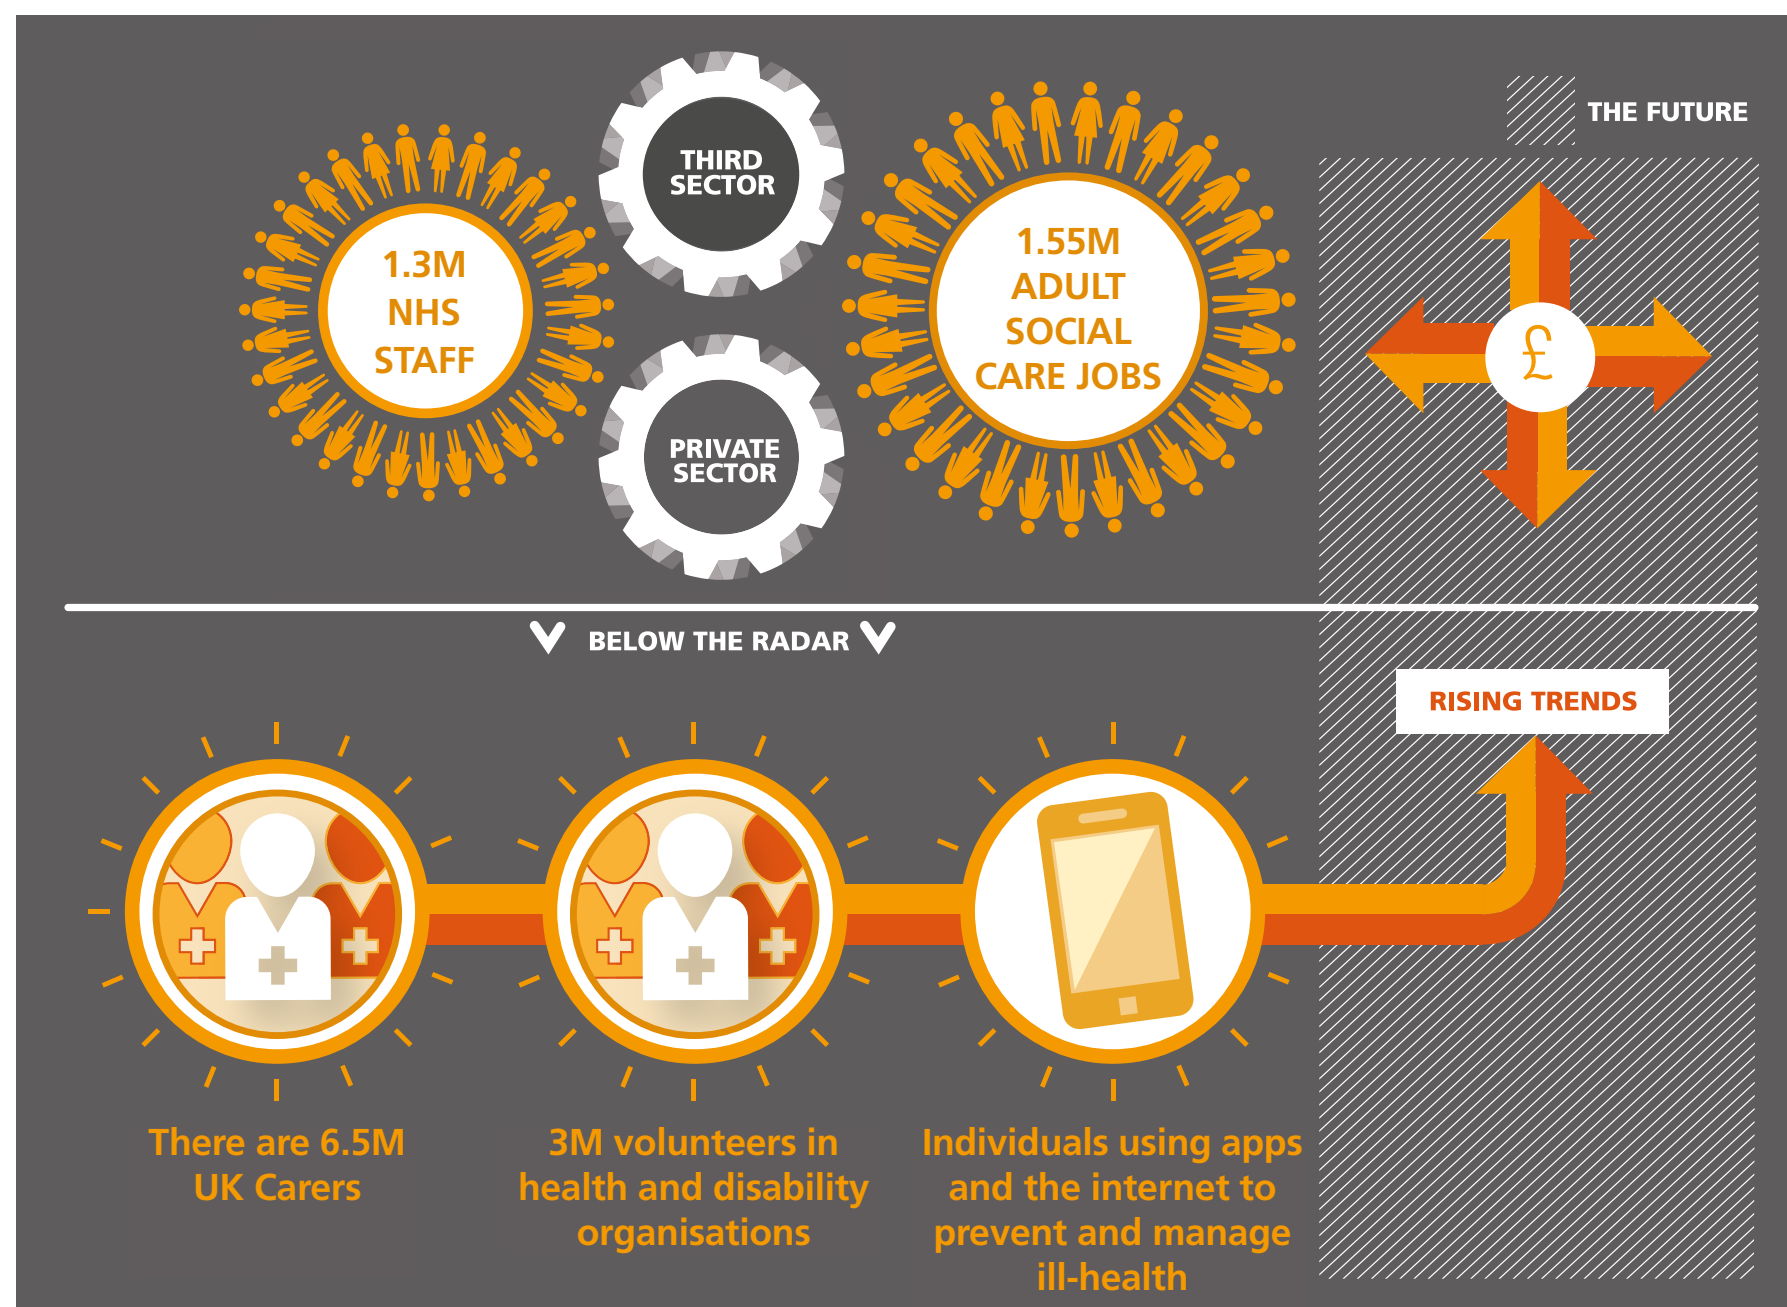 THIRD
SECTOR
THE FUTURE
1.3M
NHS
STAFF
1.55M
ADULT
SOCIAL
CARE JOBS
£
PRIVATE
SECTOR
BELOW THE RADAR
RISING TRENDS
There are 6.5M
UK Carers
3M volunteers in
health and disability
organisations
Individuals using apps
and the internet to
prevent and manage
ill-health